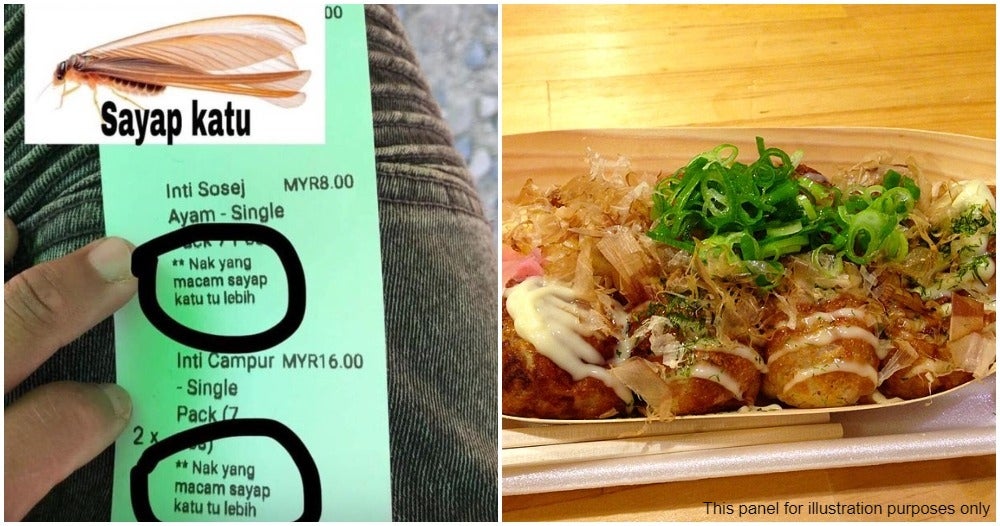 Sayap katu
Inti Sosej MYR8.00
Ayam - Single
Pack
** Nak yang
macam sayap
katu tu lebih
Inti Campur MYR16.00
- Single
Pack (7
2 x
** Nak yang
macam sayap
katu tu lebih
This panel for illustration purposes only